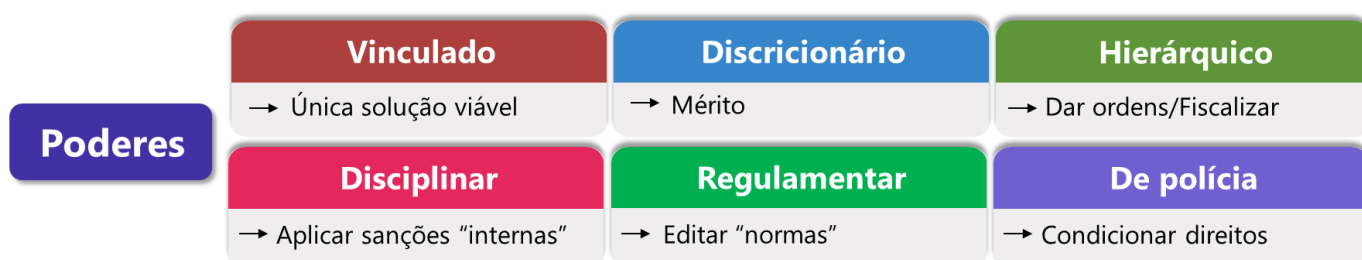 Poderes
Vinculado
→ Única solução viável
Discricionário
→ Mérito
Hierárquico
→ Dar ordens/Fiscalizar
Disciplinar
→ Aplicar sanções “internas”
Regulamentar
→ Editar “normas”
De polícia
→ Condicionar direitos